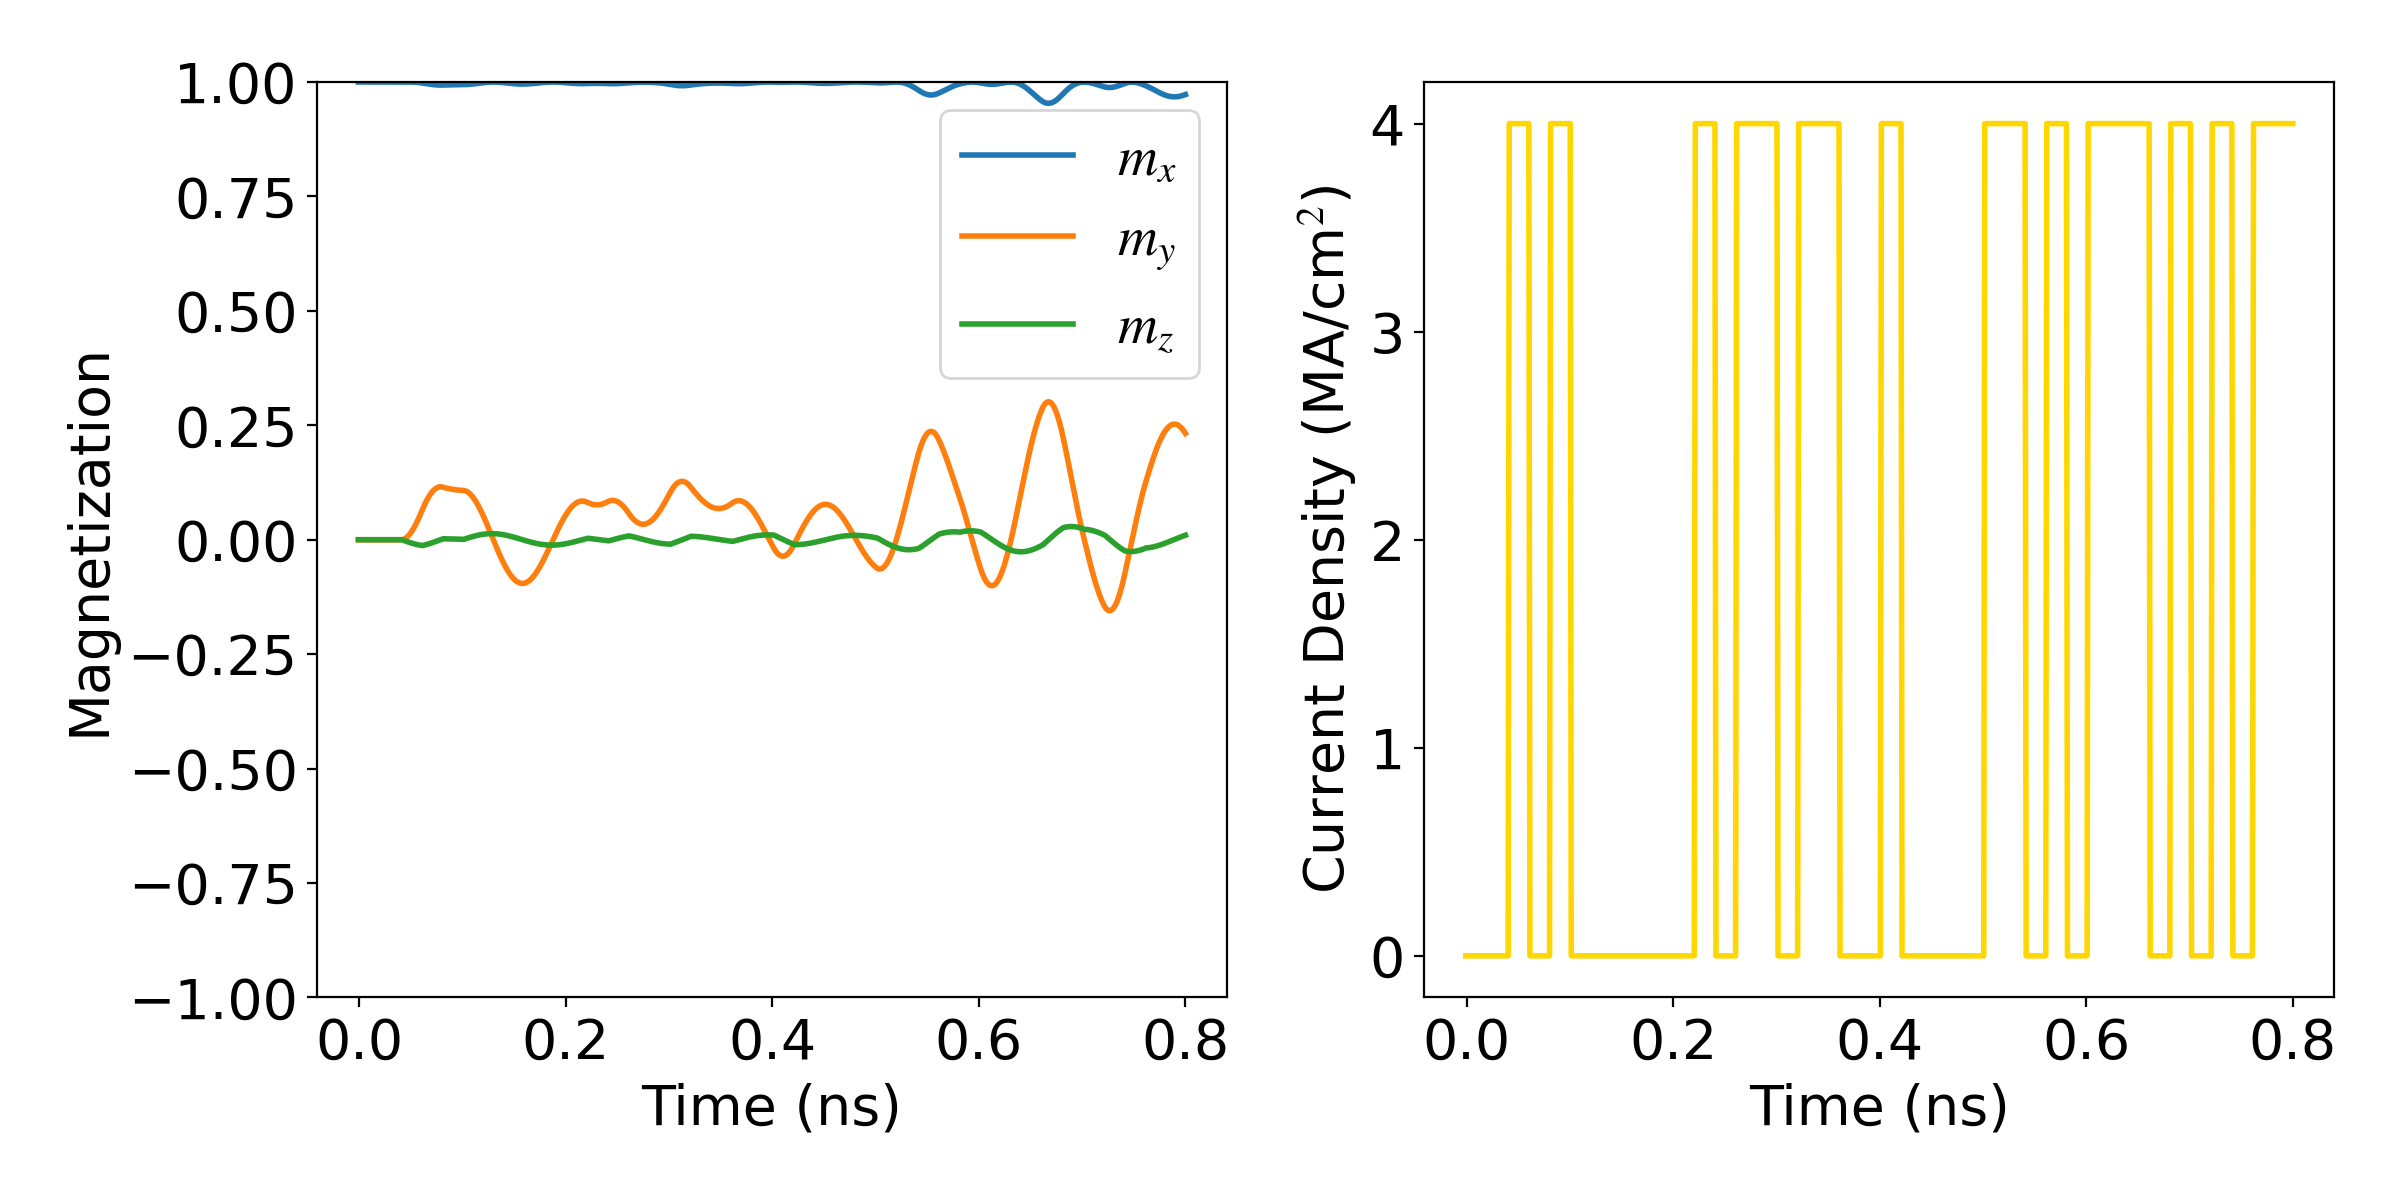 1.00
0.75
0.50
0.25
0.00
−0.25
−0.50
−0.75
−1.00
Magnetization
0.0 0.2 0.4 0.6 0.8
Time (ns)
m_x
m_y
m_z
4
3
2
1
0
Current Density (MA/cm²)
0.0 0.2 0.4 0.6 0.8
Time (ns)